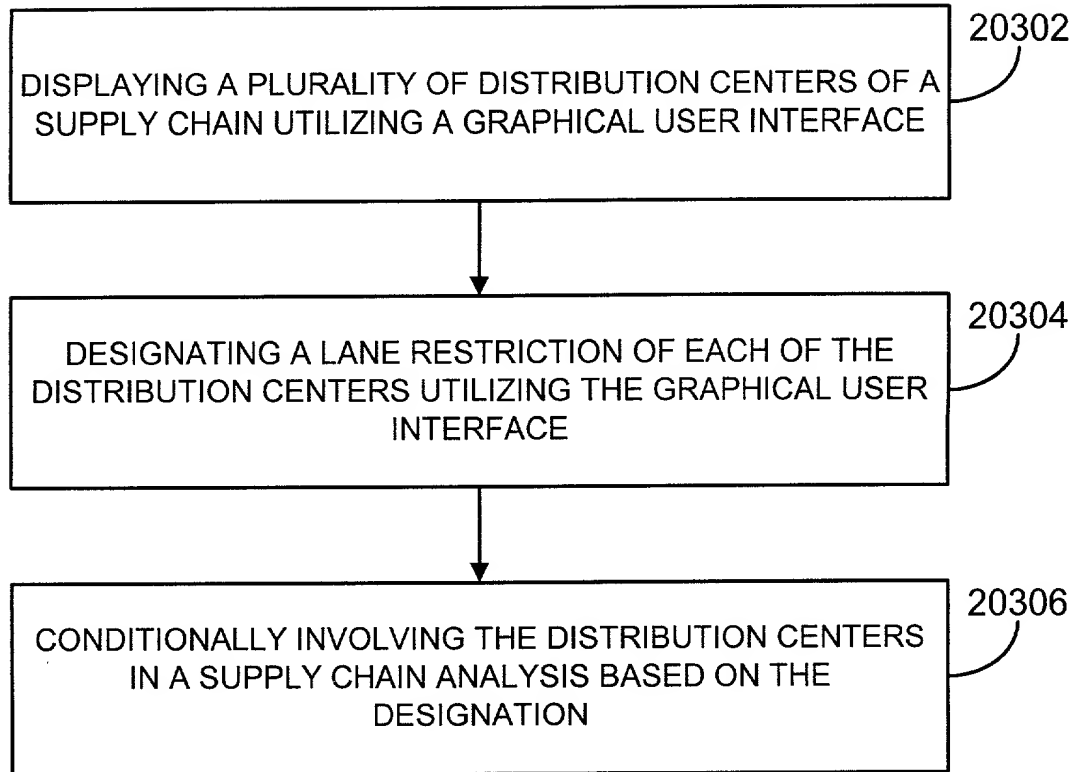 20302
DISPLAYING A PLURALITY OF DISTRIBUTION CENTERS OF A
SUPPLY CHAIN UTILIZING A GRAPHICAL USER INTERFACE
20304
DESIGNATING A LANE RESTRICTION OF EACH OF THE
DISTRIBUTION CENTERS UTILIZING THE GRAPHICAL USER
INTERFACE
20306
CONDITIONALLY INVOLVING THE DISTRIBUTION CENTERS
IN A SUPPLY CHAIN ANALYSIS BASED ON THE
DESIGNATION